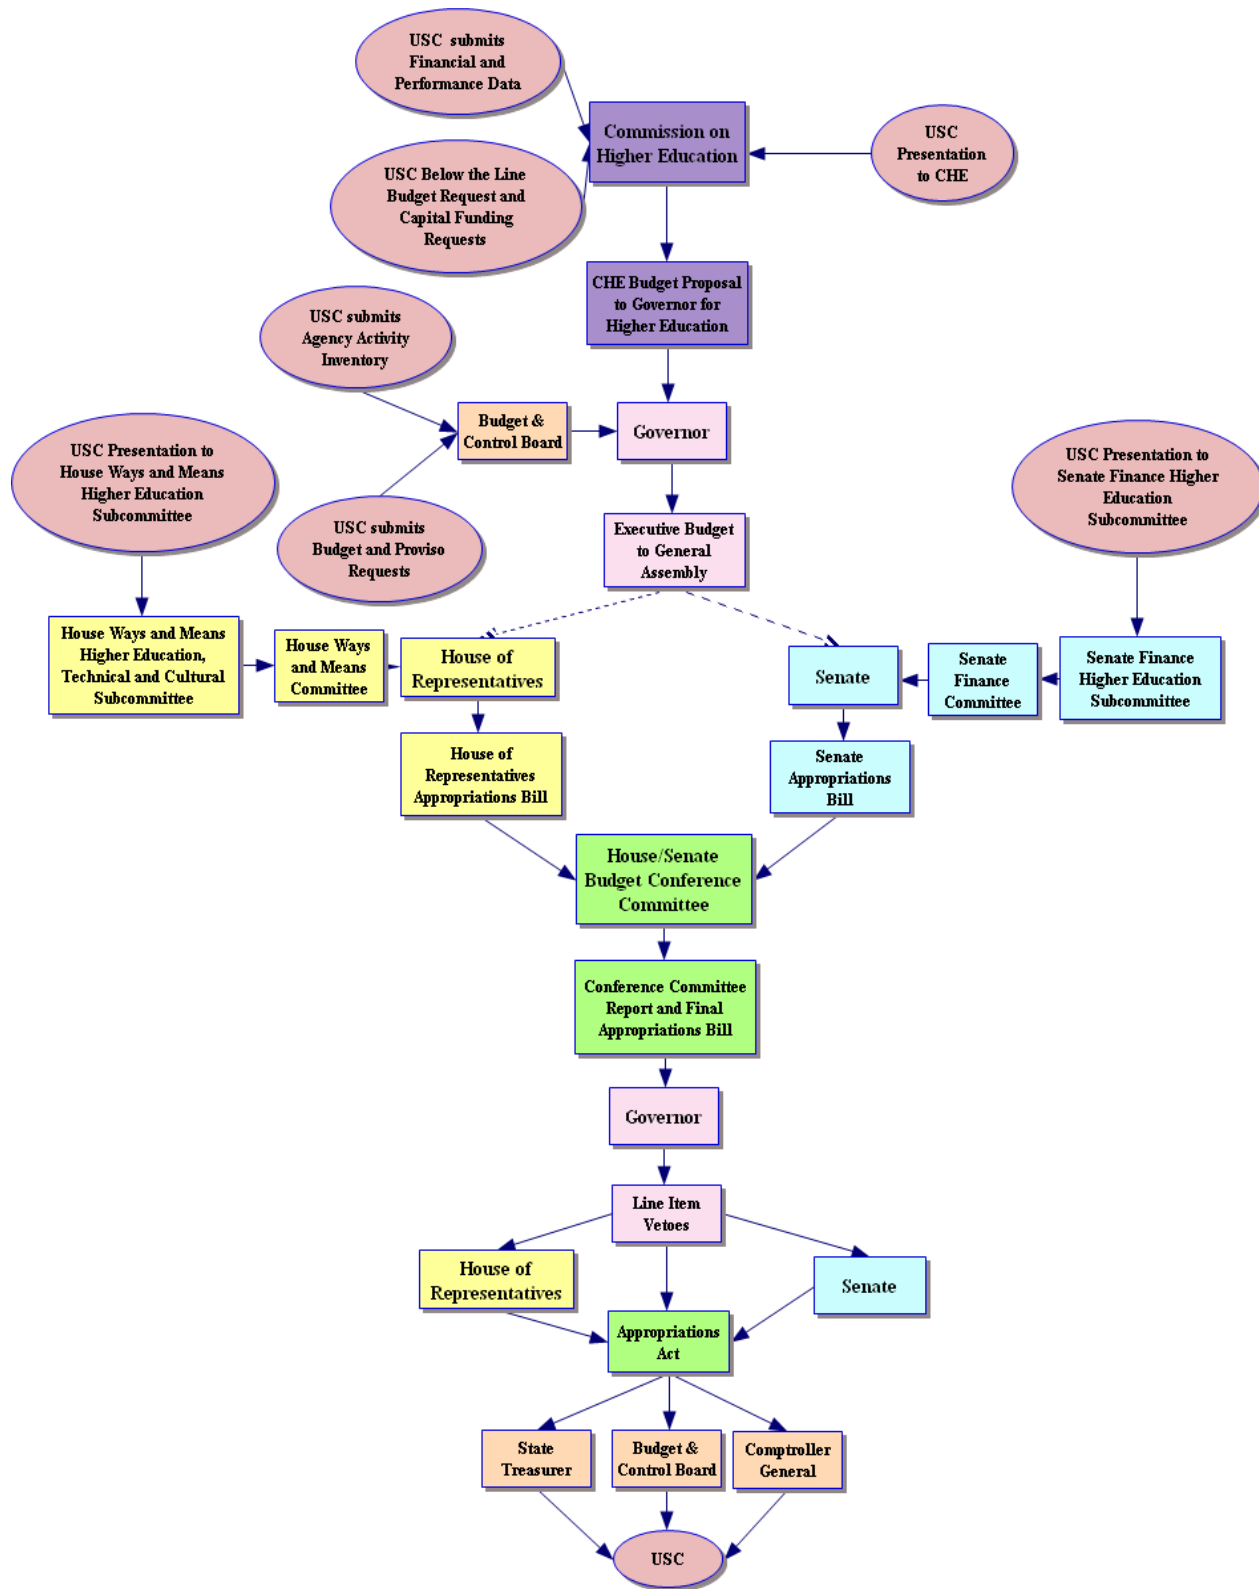 USC submits
Financial and
Performance Data
Commission on
Higher Education
USC
Presentation
to CHE
USC Below the Line
Budget Request and
Capital Funding
Requests
CHE Budget Proposal
to Governor for
Higher Education
USC submits
Agency Activity
Inventory
Budget &
Control Board
Governor
USC Presentation to
House Ways and Means
Higher Education
Subcommittee
USC Presentation to
Senate Finance Higher
Education
Subcommittee
USC submits
Budget and Proviso
Requests
Executive Budget
to General
Assembly
House Ways and Means
Higher Education,
Technical and Cultural
Subcommittee
House Ways
and Means
Committee
House of
Representatives
Senate
Senate
Finance
Committee
Senate Finance
Higher Education
Subcommittee
House of
Representatives
Appropriations Bill
Senate
Appropriations
Bill
House/Senate
Budget Conference
Committee
Conference Committee
Report and Final
Appropriations Bill
Governor
Line Item
Vetoes
House of
Representatives
Senate
Appropriations
Act
State
Treasurer
Budget &
Control Board
Comptroller
General
USC